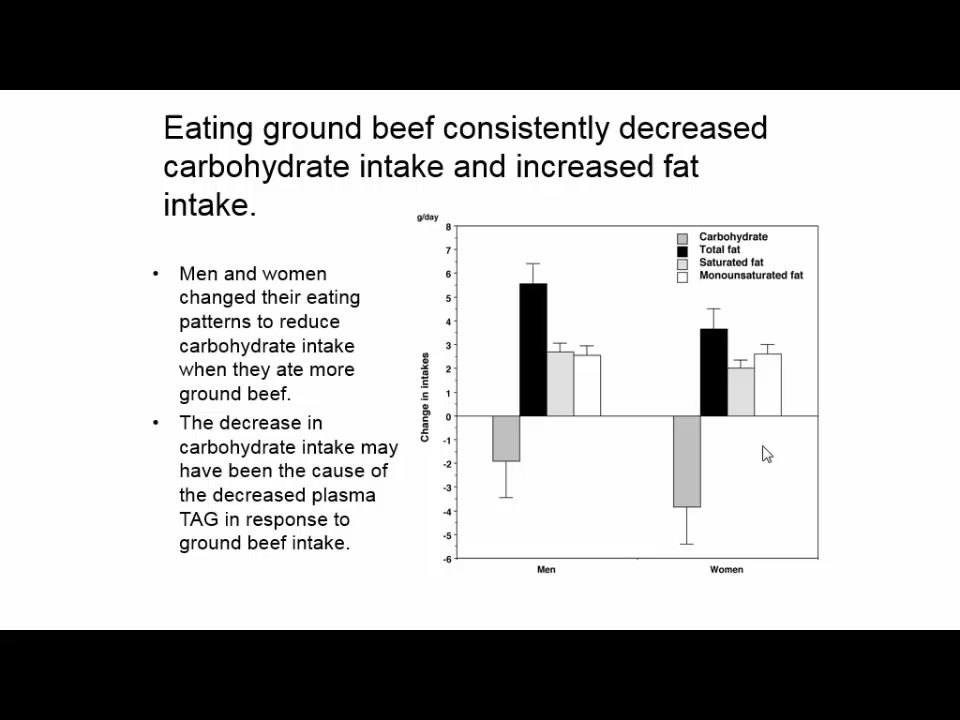 Eating ground beef consistently decreased
carbohydrate intake and increased fat
intake.
• Men and women
changed their eating
patterns to reduce
carbohydrate intake
when they ate more
ground beef.
• The decrease in
carbohydrate intake may
have been the cause of
the decreased plasma
TAG in response to
ground beef intake.
g/day
8
7
6
5
4
3
2
1
0
-1
-2
-3
-4
-5
-6
Change in intakes
Carbohydrate
Total fat
Saturated fat
Monounsaturated fat
Men
Women